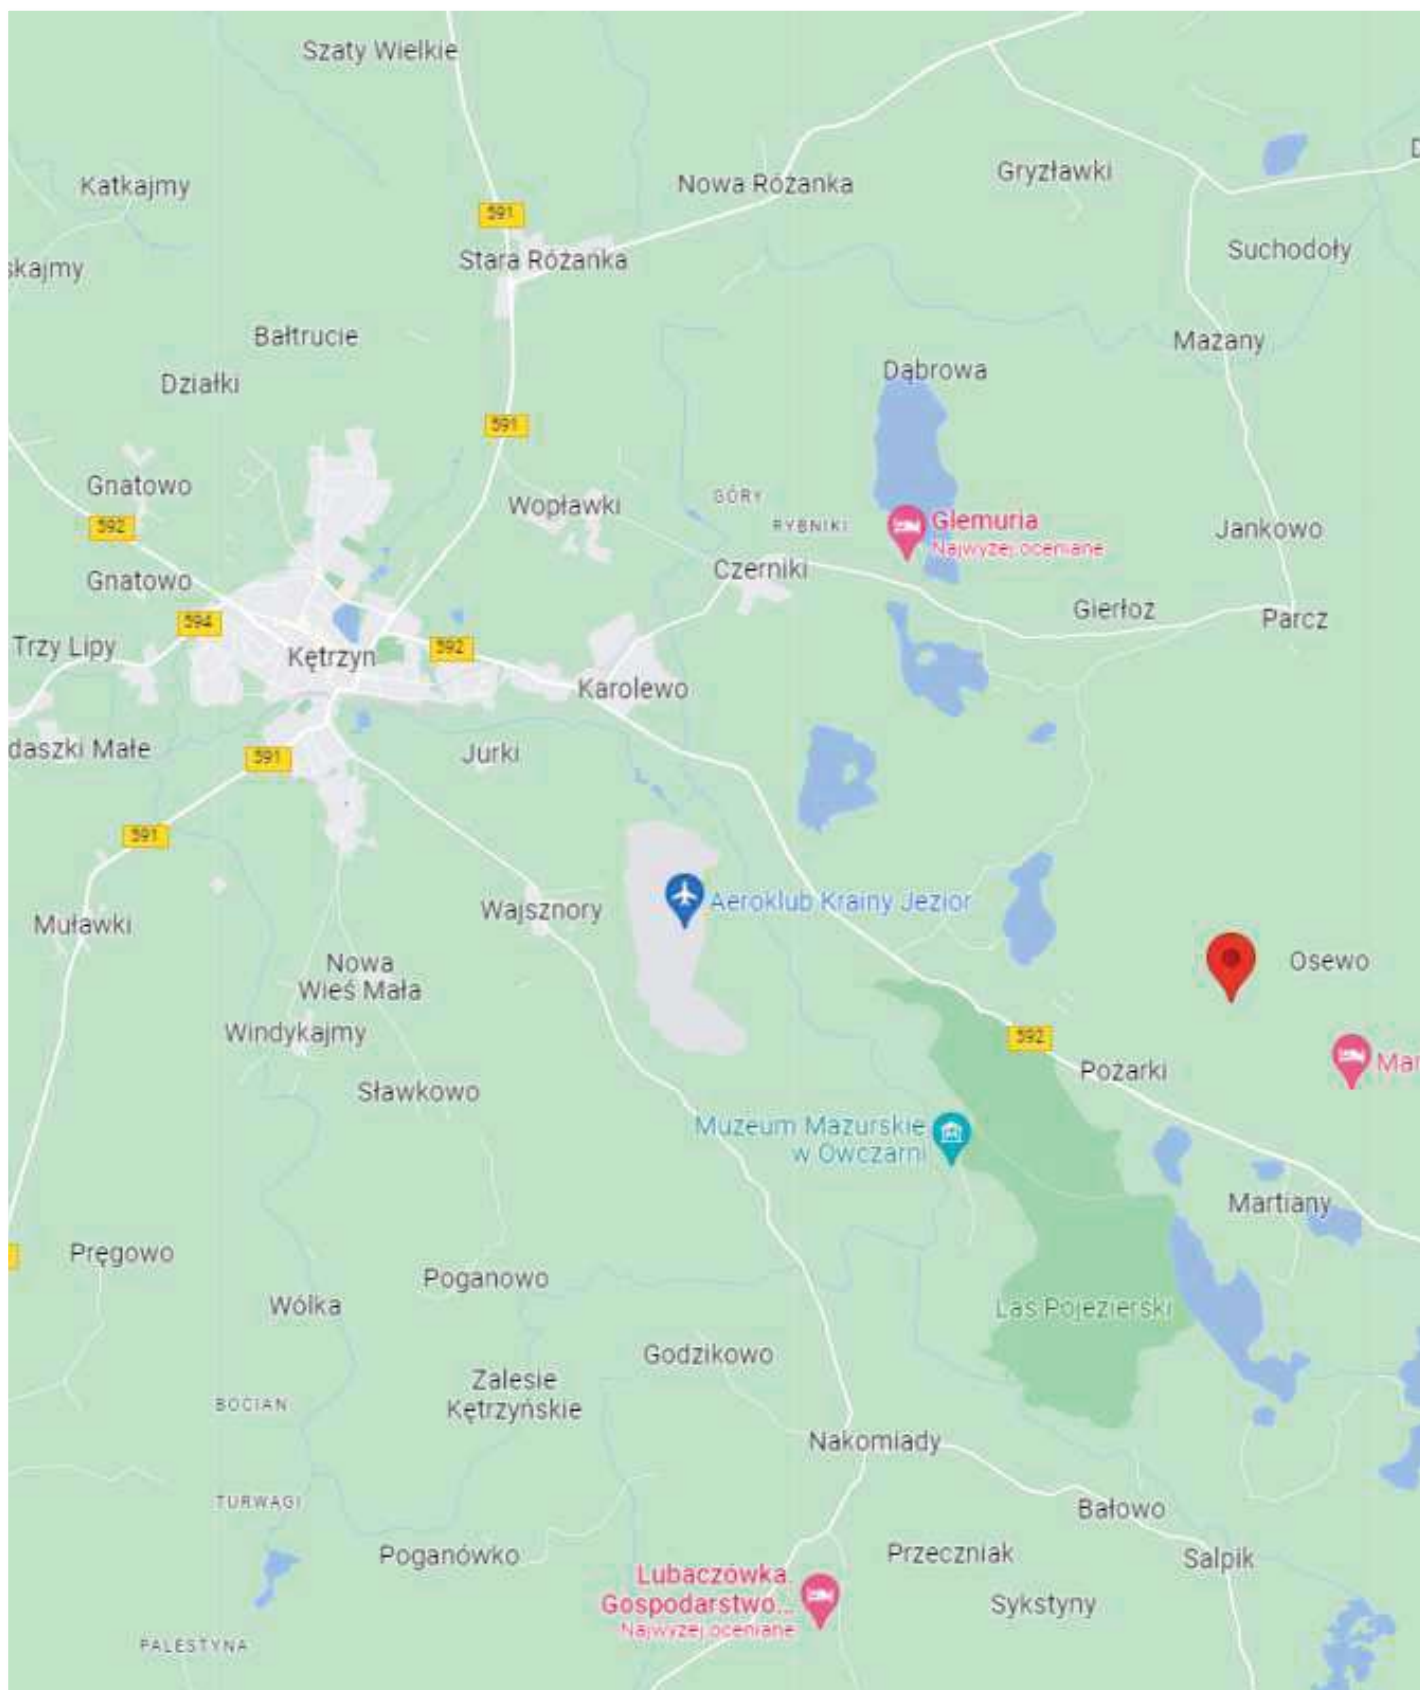 Szaty Wielkie
Katkajmy
Nowa Różanka
Gryzławki
591
skajmy
Stara Różanka
Suchodoły
Bałtrucie
Mażany
Działki
Dąbrowa
591
Gnatowo
Wopławki
GÓRY
592
RYBNIKI
Glemuria
Najwyżej oceniane
Jankowo
Gnatowo
Czerniki
594
Gierłoż
Parcz
Trzy Lipy
Kętrzyn
592
Karolewo
daszki Małe
591
Jurki
591
Wajsznory
Aeroklub Krainy Jezior
Muławki
Nowa
Wieś Mała
Osewo
Windykajmy
592
Pożarki
Mar
Sławkowo
Muzeum Mazurskie
w Owczarni
Martiany
Pręgowo
Poganowo
Wólka
Las Pojezierski
Godzikowo
Zalesie
Kętrzyńskie
BOCIAN
Nakomiady
TURWAGI
Bałowo
Poganówko
Przeczniak
Salpik
Lubaczówka
Gospodarstwo...
Najwyżej oceniane
Sykstyny
PALESTYNA